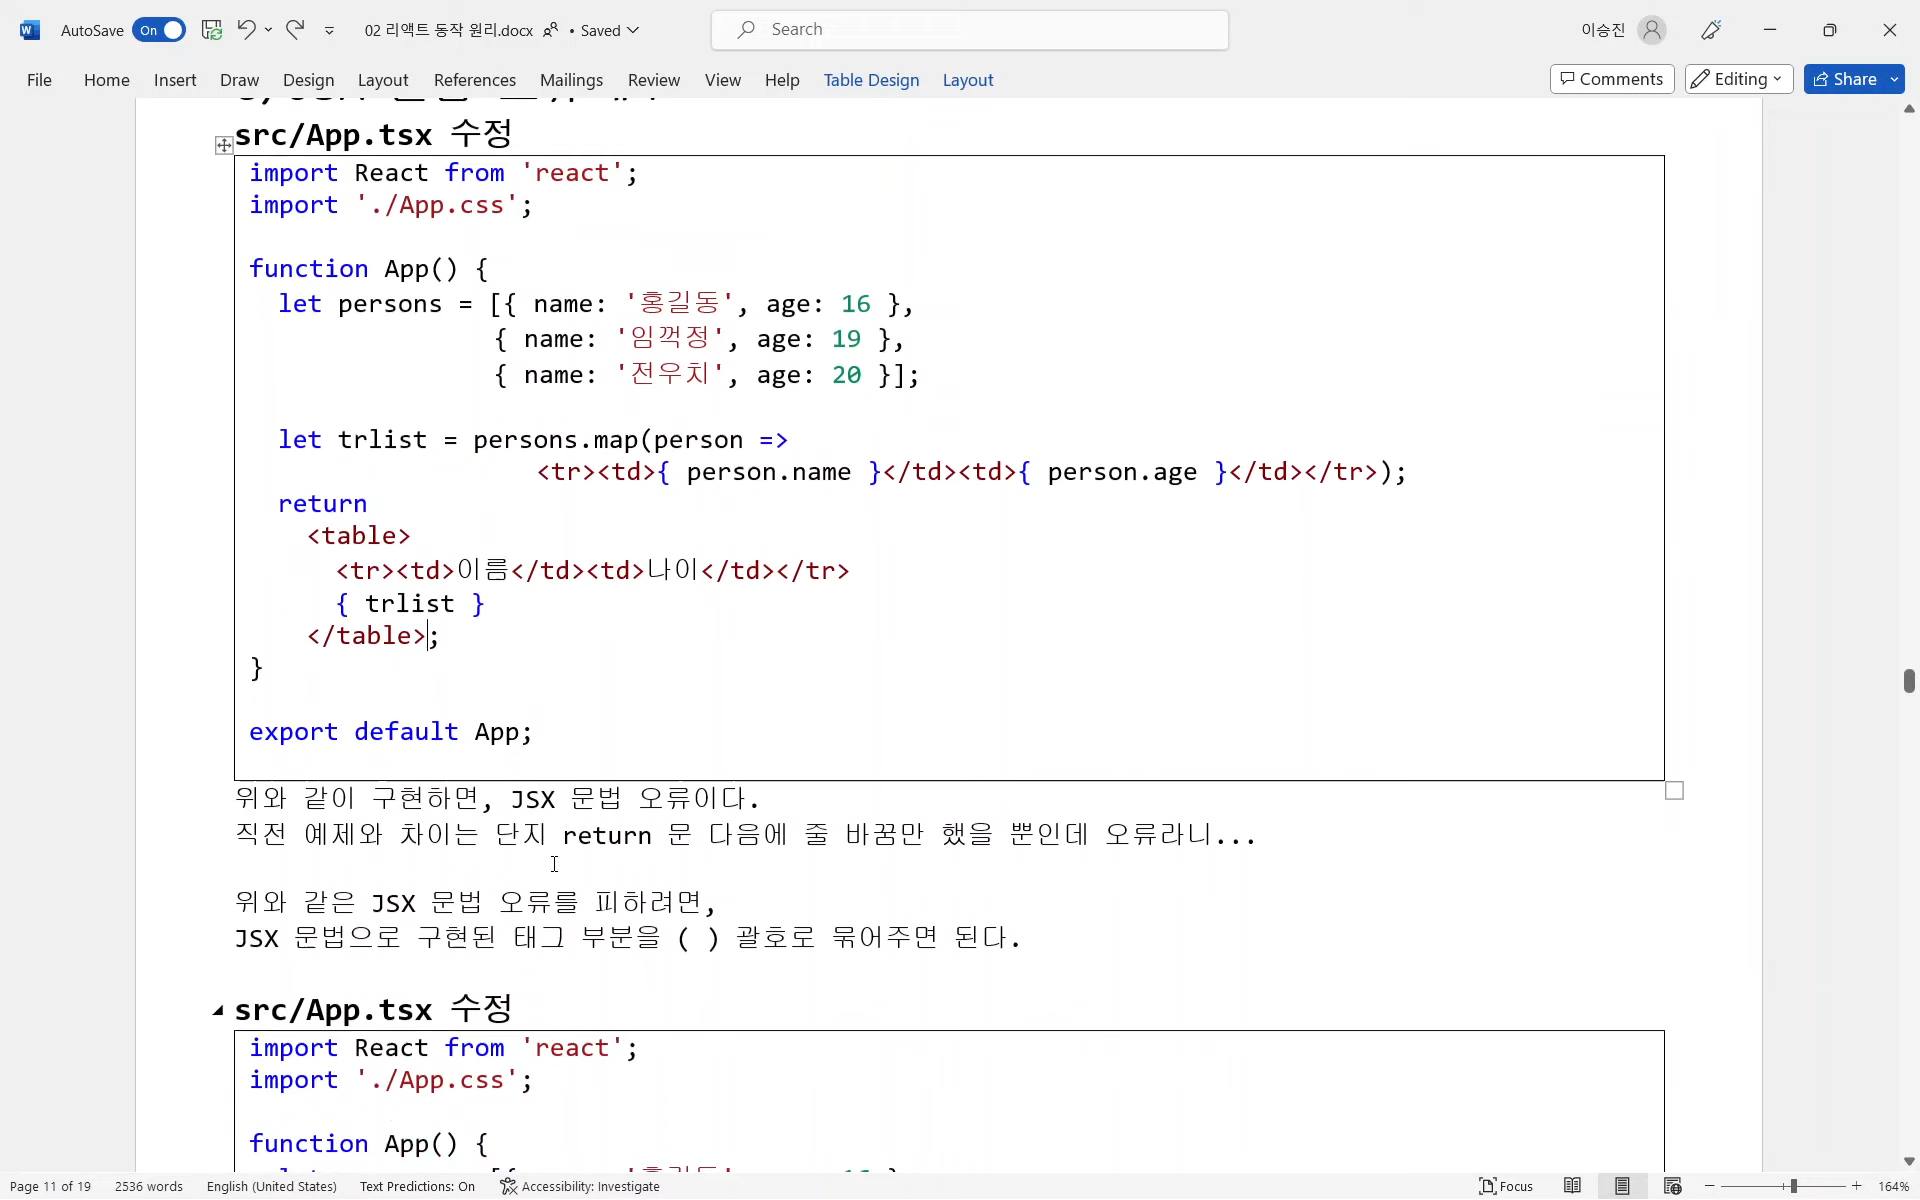 AutoSave On 02 리액트 동작 원리.docx • Saved Search 이승진
File Home Insert Draw Design Layout References Mailings Review View Help Table Design Layout Comments Editing Share
src/App.tsx 수정
import React from 'react';
import './App.css';
function App() {
let persons = [{ name: '홍길동', age: 16 },
{ name: '임꺽정', age: 19 },
{ name: '전우치', age: 20 }];
let trlist = persons.map(person =>
<tr><td>{ person.name }</td><td>{ person.age }</td></tr>);
return
<table>
<tr><td>이름</td><td>나이</td></tr>
{ trlist }
</table>;
}
export default App;
위와 같이 구현하면, JSX 문법 오류이다.
직전 예제와 차이는 단지 return 문 다음에 줄 바꿈만 했을 뿐인데 오류라니...
위와 같은 JSX 문법 오류를 피하려면,
JSX 문법으로 구현된 태그 부분을 ( ) 괄호로 묶어주면 된다.
src/App.tsx 수정
import React from 'react';
import './App.css';
function App() {
Page 11 of 19 2536 words English (United States) Text Predictions: On Accessibility: Investigate Focus 164%